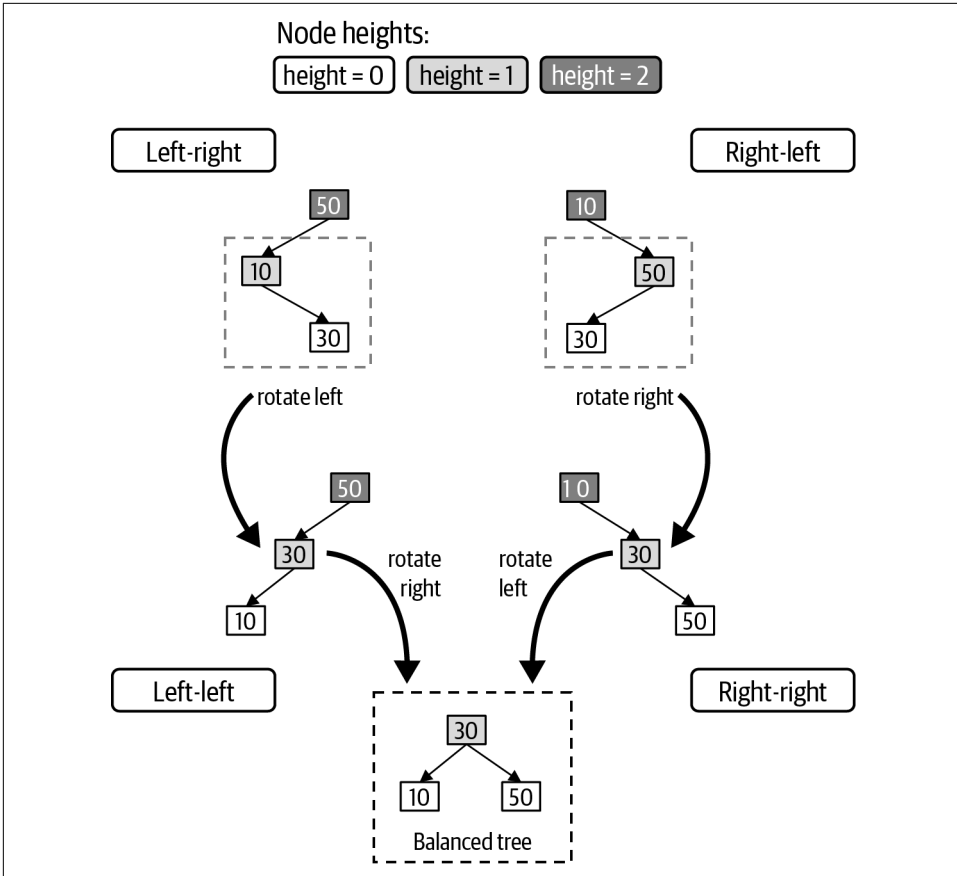 Node heights:
height = 0 height = 1 height = 2
Left-right Right-left
50 10
10 50
30 30
rotate left rotate right
50 1 0
30 30
rotate rotate
right left
10 50
Left-left Right-right
30
10 50
Balanced tree